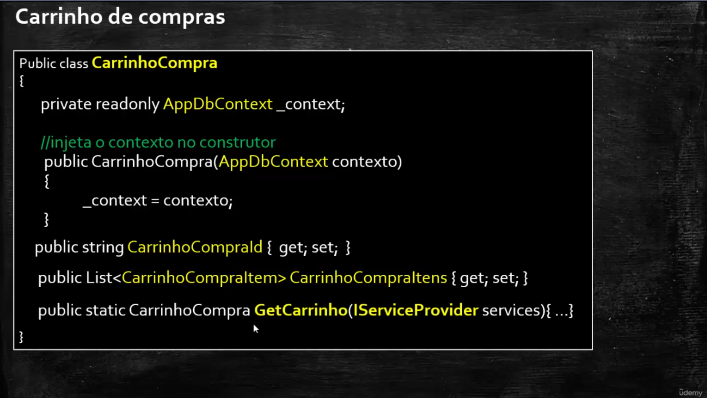 Carrinho de compras
Public class CarrinhoCompra
{
private readonly AppDbContext _context;
//injeta o contexto no construtor
public CarrinhoCompra(AppDbContext contexto)
{
_context = contexto;
}
public string CarrinhoCompraId { get; set; }
public List<CarrinhoCompraItem> CarrinhoCompraItens { get; set; }
public static CarrinhoCompra GetCarrinho(IServiceProvider services){ ...}
}
ûdemy